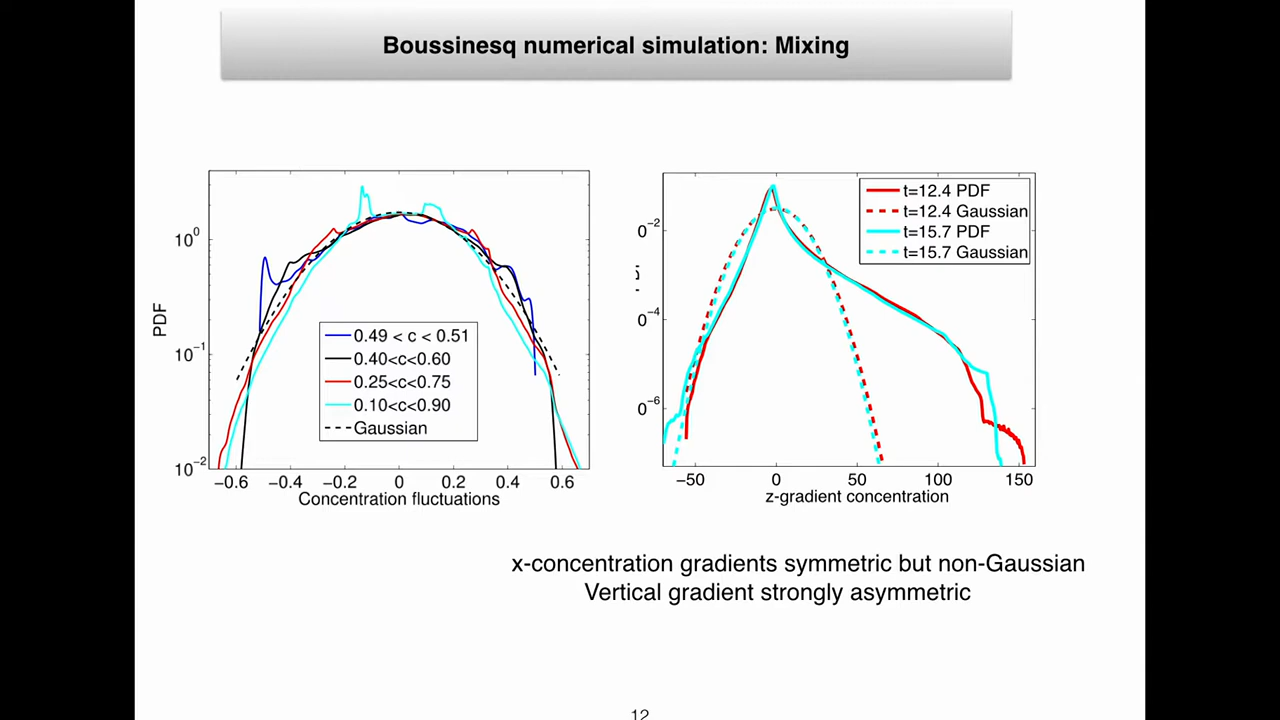 Boussinesq numerical simulation: Mixing
PDF
10^0
10^-1
10^-2
0.49 < c < 0.51
0.40<c<0.60
0.25<c<0.75
0.10<c<0.90
Gaussian
−0.6 −0.4 −0.2 0 0.2 0.4 0.6
Concentration fluctuations
t=12.4 PDF
t=12.4 Gaussian
t=15.7 PDF
t=15.7 Gaussian
0^-2
0^-4
0^-6
−50 0 50 100 150
z-gradient concentration
x-concentration gradients symmetric but non-Gaussian
Vertical gradient strongly asymmetric
12